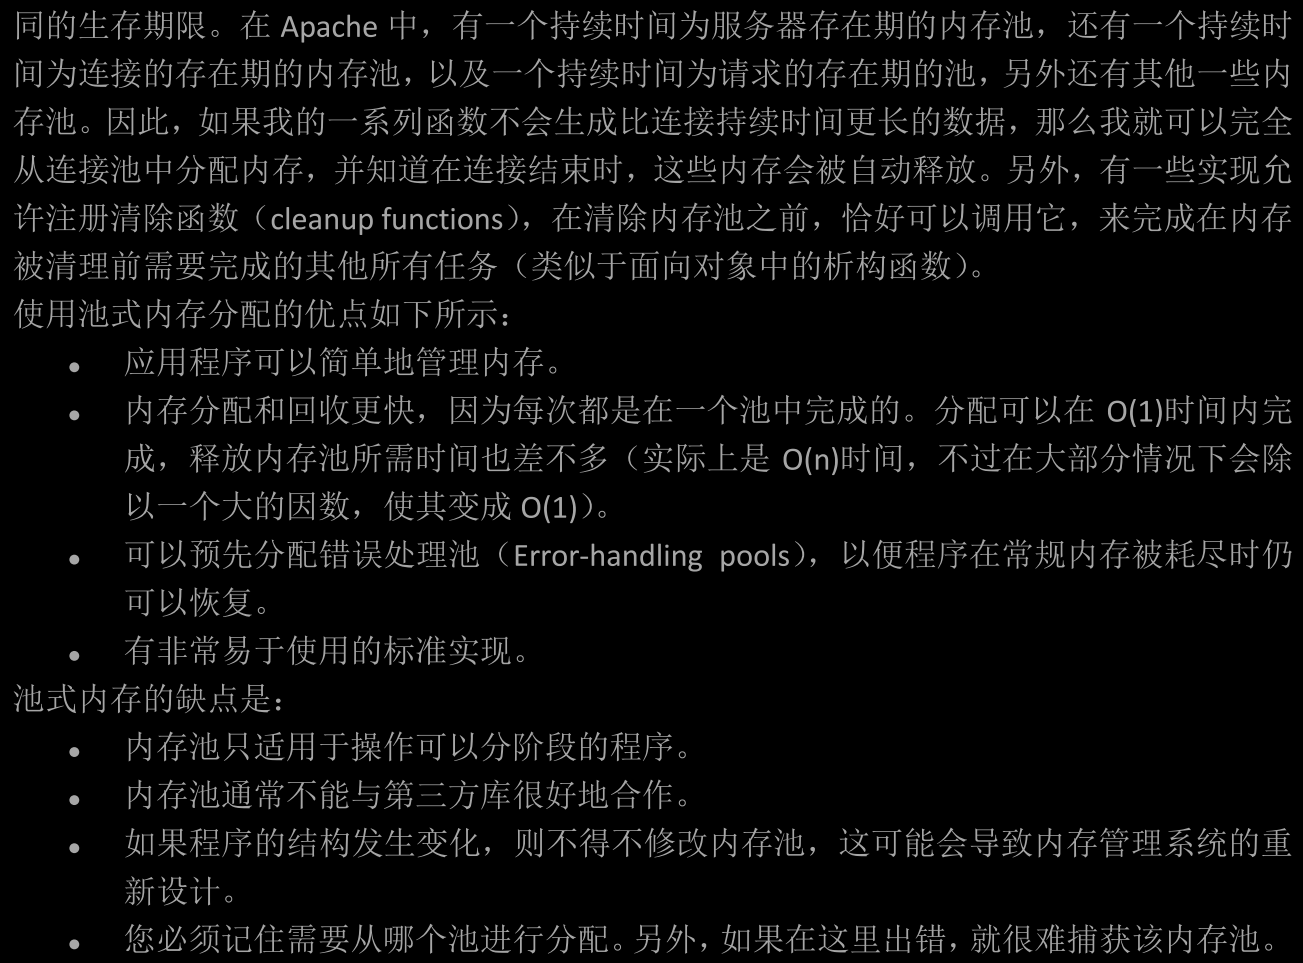 同的生存期限。在 Apache 中，有一个持续时间为服务器存在期的内存池，还有一个持续时
间为连接的存在期的内存池，以及一个持续时间为请求的存在期的池，另外还有其他一些内
存池。因此，如果我的一系列函数不会生成比连接持续时间更长的数据，那么我就可以完全
从连接池中分配内存，并知道在连接结束时，这些内存会被自动释放。另外，有一些实现允
许注册清除函数（cleanup functions），在清除内存池之前，恰好可以调用它，来完成在内存
被清理前需要完成的其他所有任务（类似于面向对象中的析构函数）。
使用池式内存分配的优点如下所示：
● 应用程序可以简单地管理内存。
● 内存分配和回收更快，因为每次都是在一个池中完成的。分配可以在 O(1)时间内完
成，释放内存池所需时间也差不多（实际上是 O(n)时间，不过在大部分情况下会除
以一个大的因数，使其变成 O(1)）。
● 可以预先分配错误处理池（Error-handling pools），以便程序在常规内存被耗尽时仍
可以恢复。
● 有非常易于使用的标准实现。
池式内存的缺点是：
● 内存池只适用于操作可以分阶段的程序。
● 内存池通常不能与第三方库很好地合作。
● 如果程序的结构发生变化，则不得不修改内存池，这可能会导致内存管理系统的重
新设计。
● 您必须记住需要从哪个池进行分配。另外，如果在这里出错，就很难捕获该内存池。